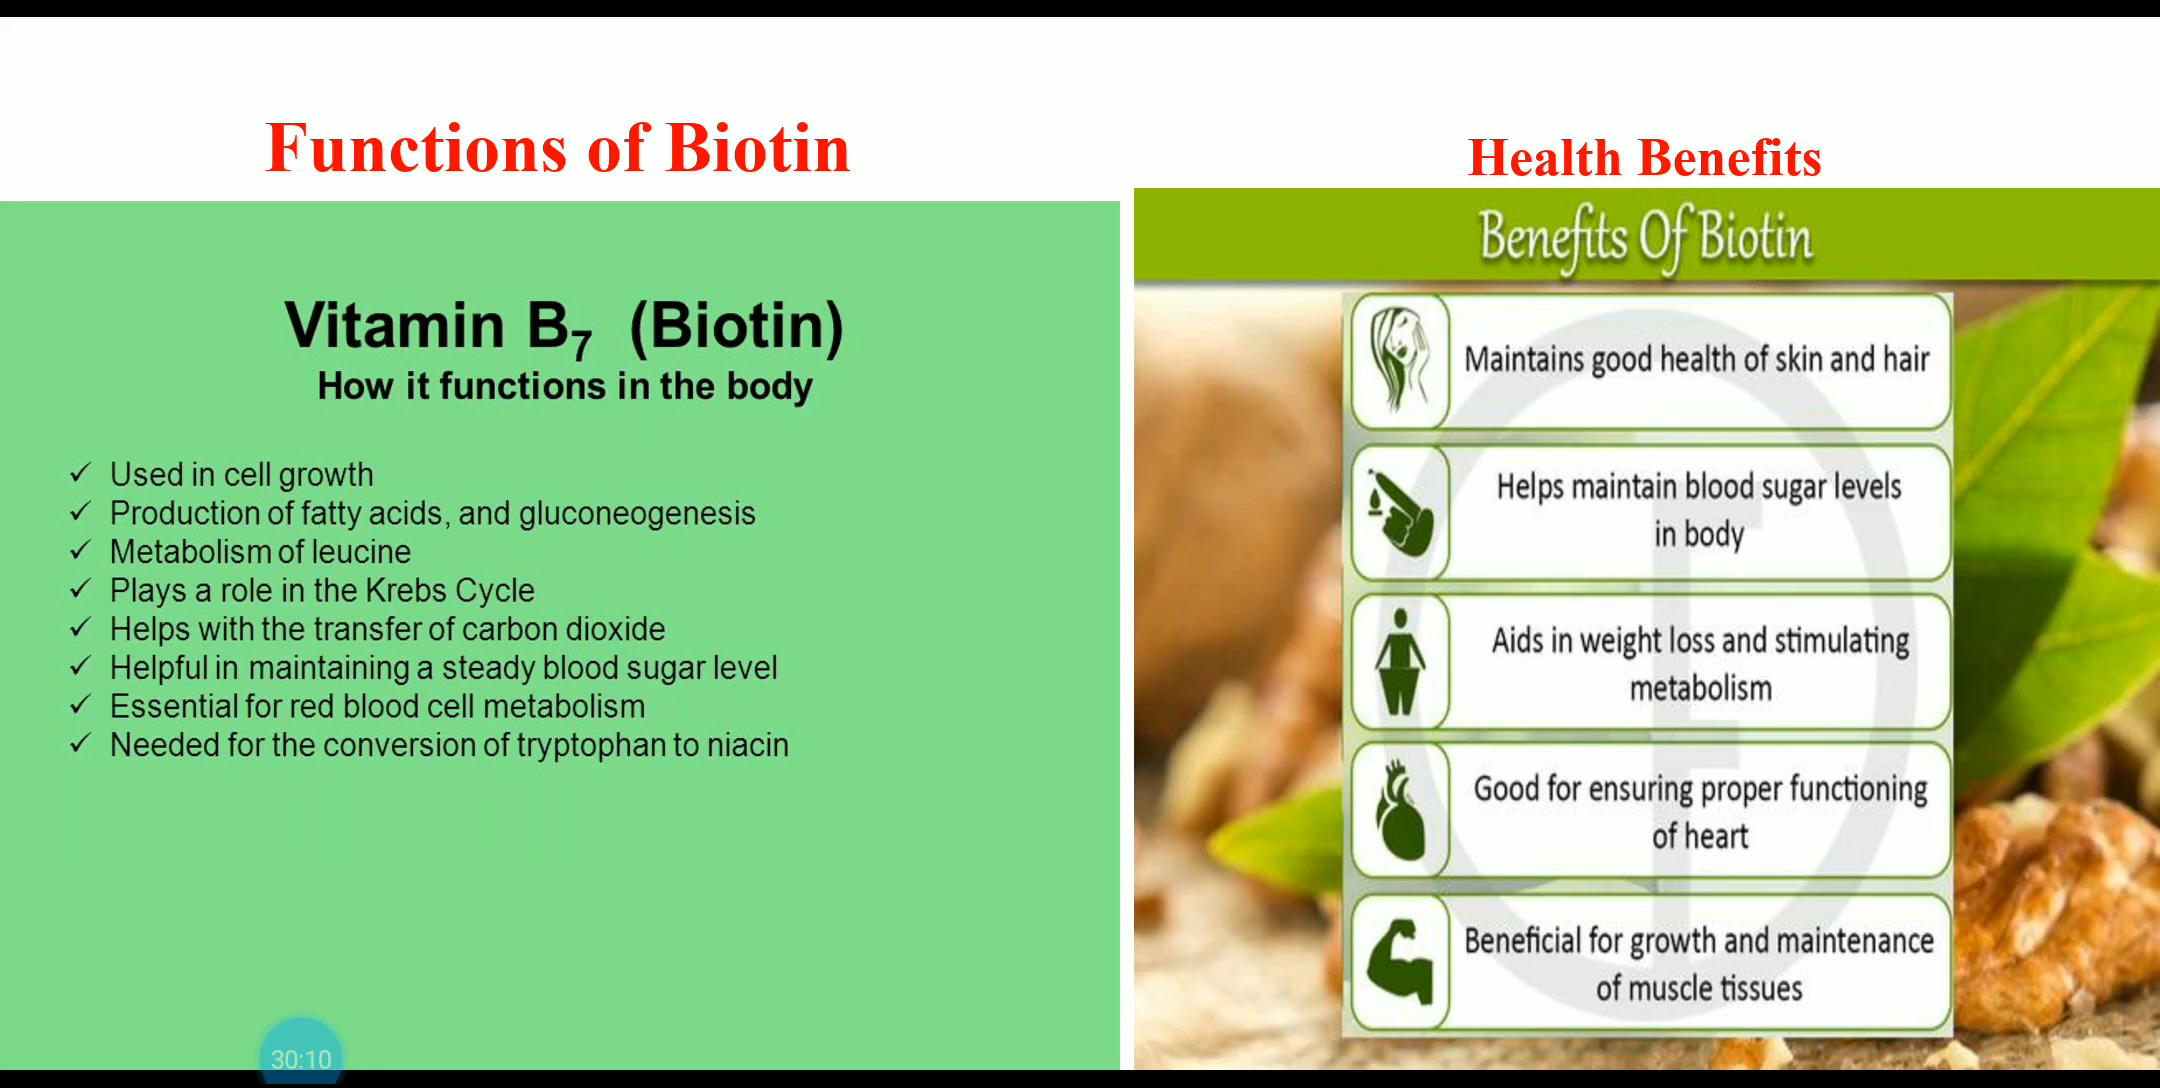 Functions of Biotin
Vitamin B₇ (Biotin)
How it functions in the body
✓ Used in cell growth
✓ Production of fatty acids, and gluconeogenesis
✓ Metabolism of leucine
✓ Plays a role in the Krebs Cycle
✓ Helps with the transfer of carbon dioxide
✓ Helpful in maintaining a steady blood sugar level
✓ Essential for red blood cell metabolism
✓ Needed for the conversion of tryptophan to niacin
30:10
Health Benefits
Benefits Of Biotin
Maintains good health of skin and hair
Helps maintain blood sugar levels
in body
Aids in weight loss and stimulating
metabolism
Good for ensuring proper functioning
of heart
Beneficial for growth and maintenance
of muscle tissues